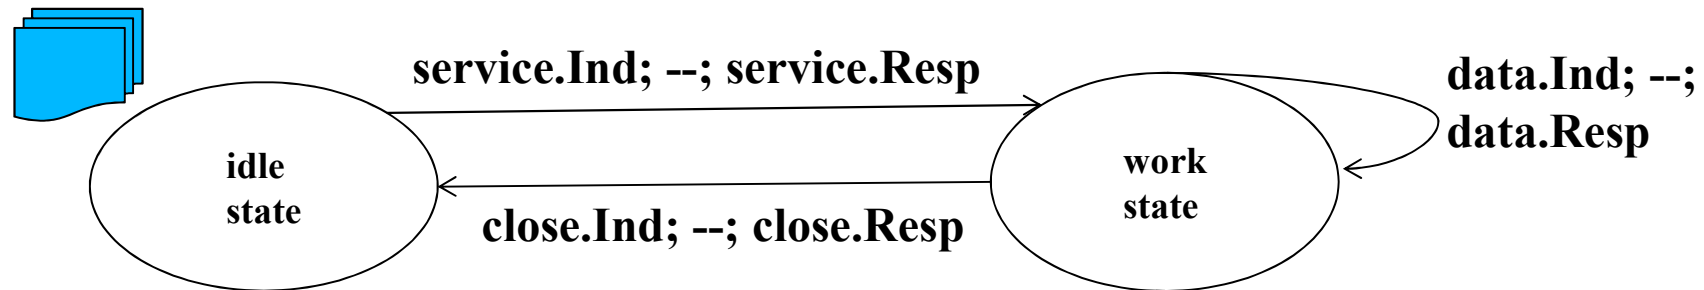 service.Ind; --; service.Resp
data.Ind; --;
data.Resp
idle
state
work
state
close.Ind; --; close.Resp